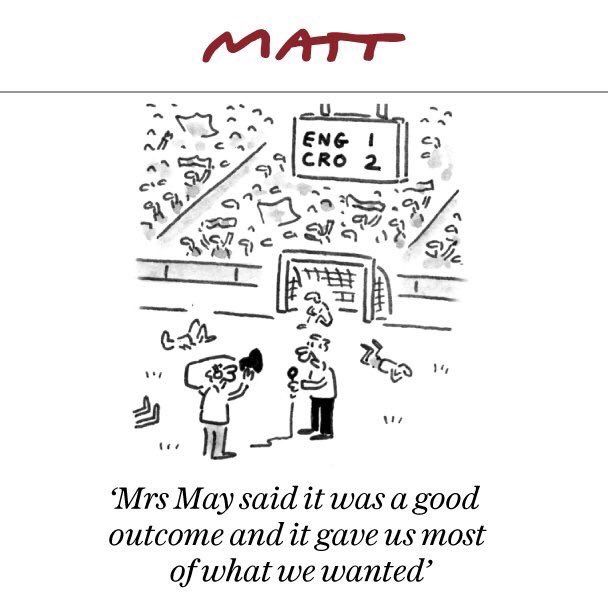 MATT
ENG 1
CRO 2
‘Mrs May said it was a good
outcome and it gave us most
of what we wanted’